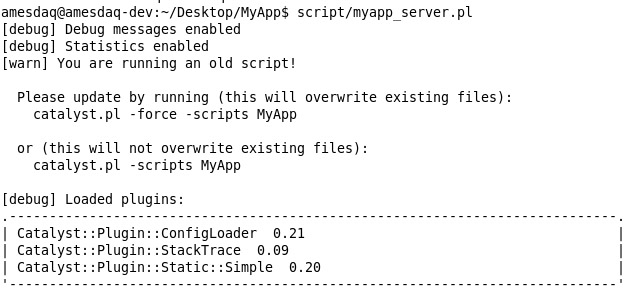 amesdaq@amesdaq-dev:~/Desktop/MyApp$ script/myapp_server.pl
[debug] Debug messages enabled
[debug] Statistics enabled
[warn] You are running an old script!

  Please update by running (this will overwrite existing files):
    catalyst.pl -force -scripts MyApp

  or (this will not overwrite existing files):
    catalyst.pl -scripts MyApp

[debug] Loaded plugins:
.----------------------------------------------------------------------------.
| Catalyst::Plugin::ConfigLoader  0.21                                       |
| Catalyst::Plugin::StackTrace  0.09                                         |
| Catalyst::Plugin::Static::Simple  0.20                                     |
'----------------------------------------------------------------------------'